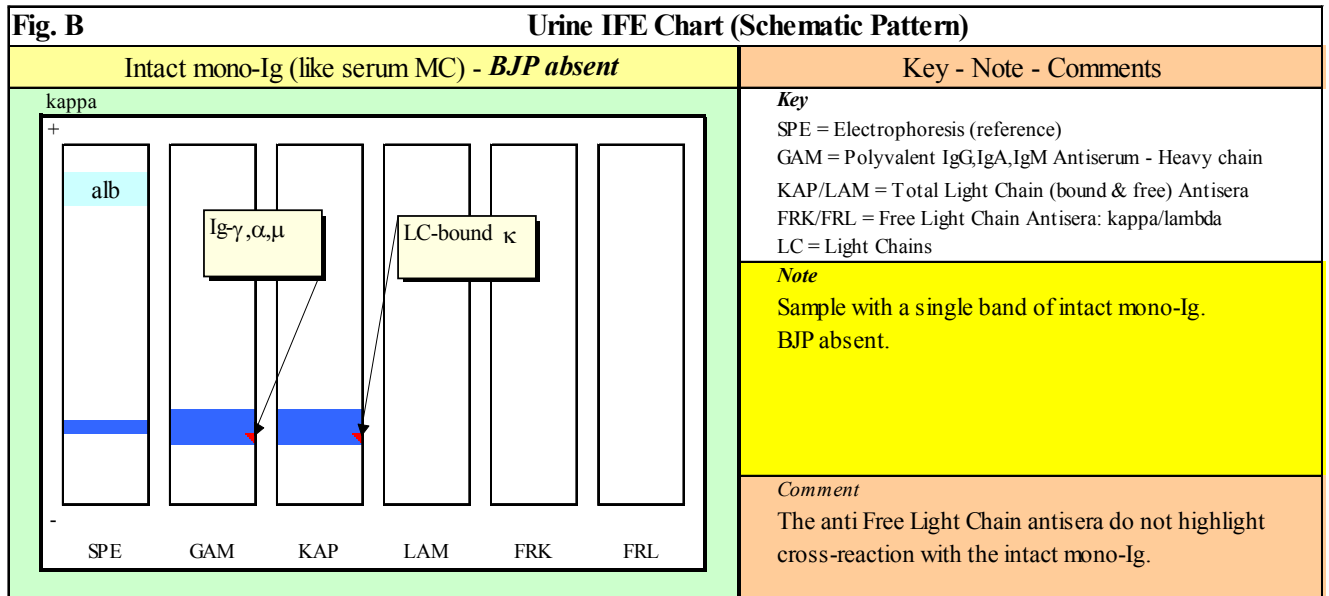 Fig. B Urine IFE Chart (Schematic Pattern)
Intact mono-Ig (like serum MC) - BJP absent
Key - Note - Comments
kappa
+
alb
Ig-γ,α,μ
LC-bound κ
-
SPE GAM KAP LAM FRK FRL
Key
SPE = Electrophoresis (reference)
GAM = Polyvalent IgG,IgA,IgM Antiserum - Heavy chain
KAP/LAM = Total Light Chain (bound & free) Antisera
FRK/FRL = Free Light Chain Antisera: kappa/lambda
LC = Light Chains
Note
Sample with a single band of intact mono-Ig.
BJP absent.
Comment
The anti Free Light Chain antisera do not highlight
cross-reaction with the intact mono-Ig.